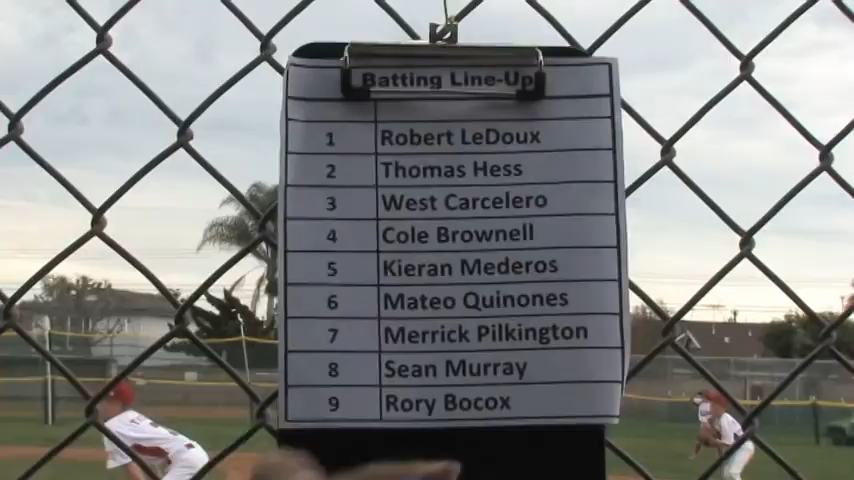 Batting Line-Up
1 Robert LeDoux
2 Thomas Hess
3 West Carcelero
4 Cole Brownell
5 Kieran Mederos
6 Mateo Quinones
7 Merrick Pilkington
8 Sean Murray
9 Rory Bocox